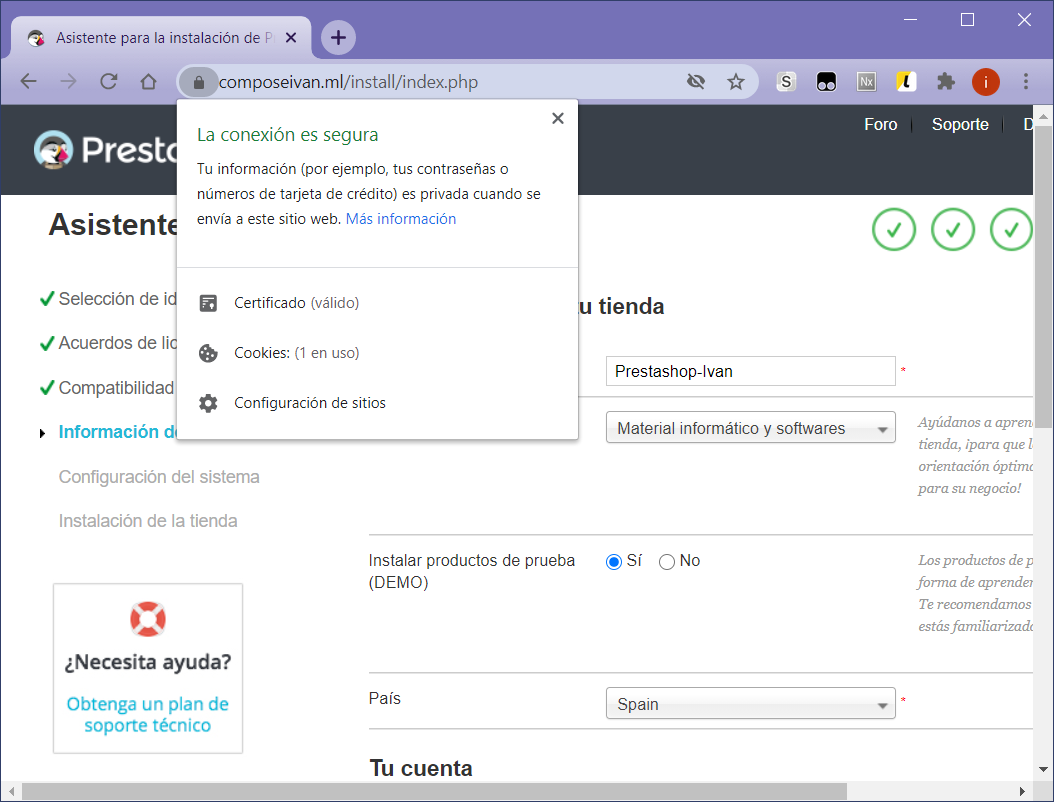 Asistente para la instalación de P
composeivan.ml/install/index.php
S
Nx
i
La conexión es segura
Tu información (por ejemplo, tus contraseñas o
números de tarjeta de crédito) es privada cuando se
envía a este sitio web. Más información
Certificado (válido)
Cookies: (1 en uso)
Configuración de sitios
Presto
Foro
Soporte
D
Asistente
Selección de id
Acuerdos de lic
Compatibilidad
Información de
Configuración del sistema
Instalación de la tienda
¿Necesita ayuda?
Obtenga un plan de
soporte técnico
tu tienda
Prestashop-Ivan *
Material informático y softwares
Ayúdanos a apren
tienda, ¡para que l
orientación óptima
para su negocio!
Instalar productos de prueba
(DEMO)
Sí No
Los productos de p
forma de aprender
Te recomendamos
estás familiarizado
País
Spain *
Tu cuenta